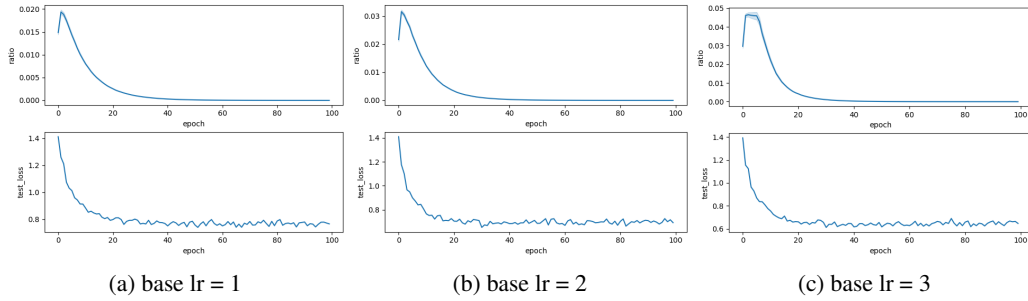 0.020
0.015
0.010
0.005
0.000
ratio
0 20 40 60 80 100
epoch
1.4
1.2
1.0
0.8
test_loss
0 20 40 60 80 100
epoch
(a) base lr = 1
0.03
0.02
0.01
0.00
ratio
0 20 40 60 80 100
epoch
1.4
1.2
1.0
0.8
test_loss
0 20 40 60 80 100
epoch
(b) base lr = 2
0.05
0.04
0.03
0.02
0.01
0.00
ratio
0 20 40 60 80 100
epoch
1.4
1.2
1.0
0.8
0.6
test_loss
0 20 40 60 80 100
epoch
(c) base lr = 3